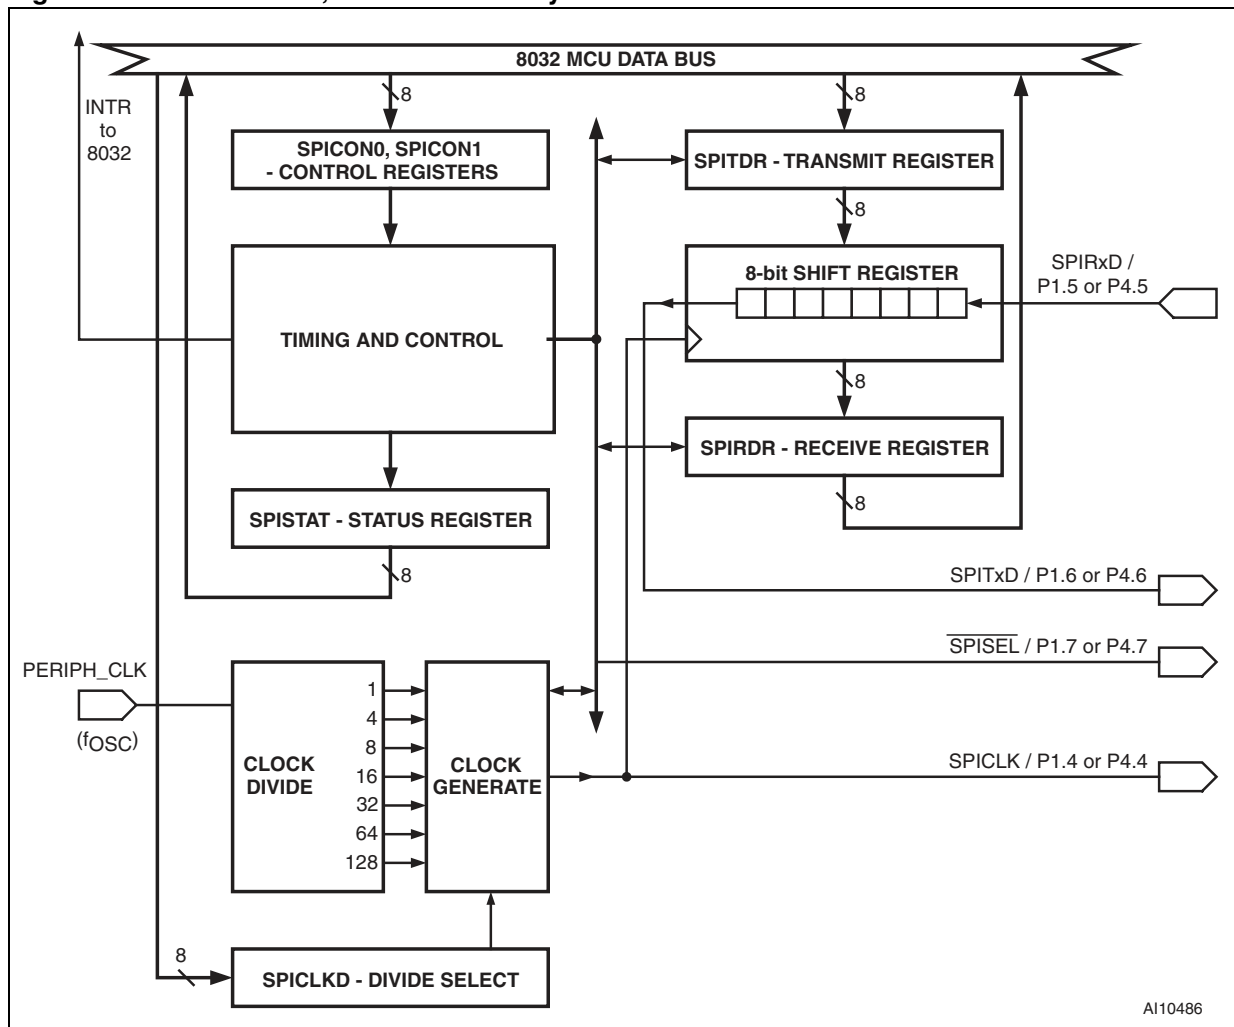 8032 MCU DATA BUS
INTR
to
8032
8
8
SPICON0, SPICON1
- CONTROL REGISTERS
SPITDR - TRANSMIT REGISTER
8
8-bit SHIFT REGISTER
SPIRxD /
P1.5 or P4.5
TIMING AND CONTROL
8
SPIRDR - RECEIVE REGISTER
8
SPISTAT - STATUS REGISTER
8
SPITxD / P1.6 or P4.6
SPISEL / P1.7 or P4.7
PERIPH_CLK
(fOSC)
1
4
8
16
32
64
128
CLOCK
DIVIDE
CLOCK
GENERATE
SPICLK / P1.4 or P4.4
8
SPICLKD - DIVIDE SELECT
AI10486